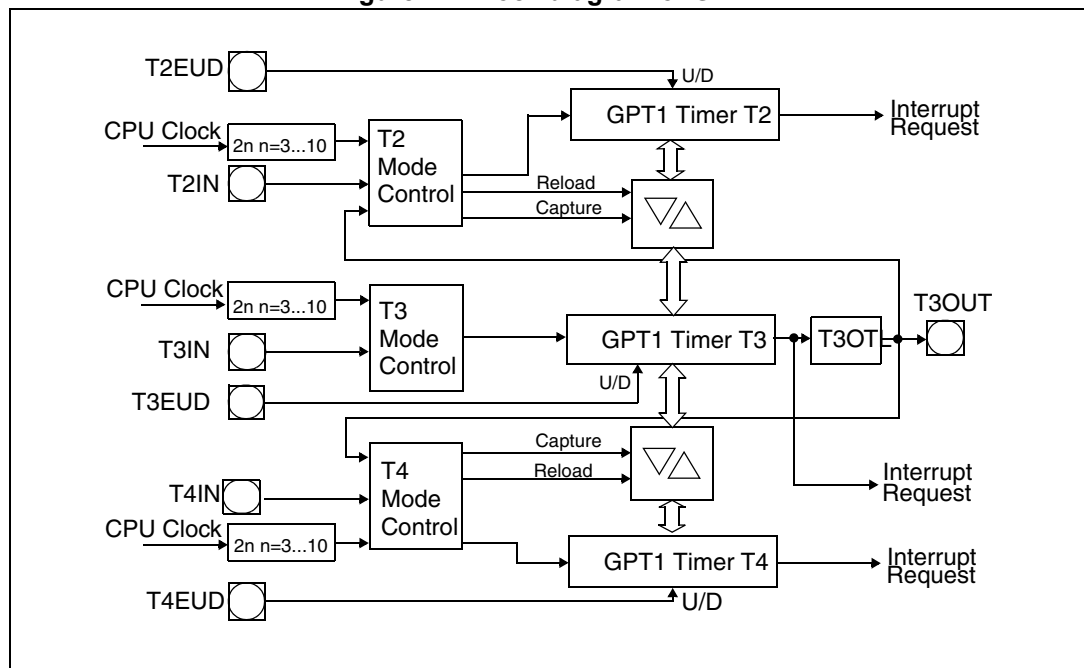 T2EUD
U/D
GPT1 Timer T2
Interrupt
Request
CPU Clock
2n n=3...10
T2
Mode
Control
T2IN
Reload
Capture
CPU Clock
2n n=3...10
T3
Mode
Control
T3OUT
GPT1 Timer T3
T3OTL
T3IN
U/D
T3EUD
Capture
Reload
T4
Mode
Control
Interrupt
Request
T4IN
CPU Clock
2n n=3...10
GPT1 Timer T4
Interrupt
Request
T4EUD
U/D